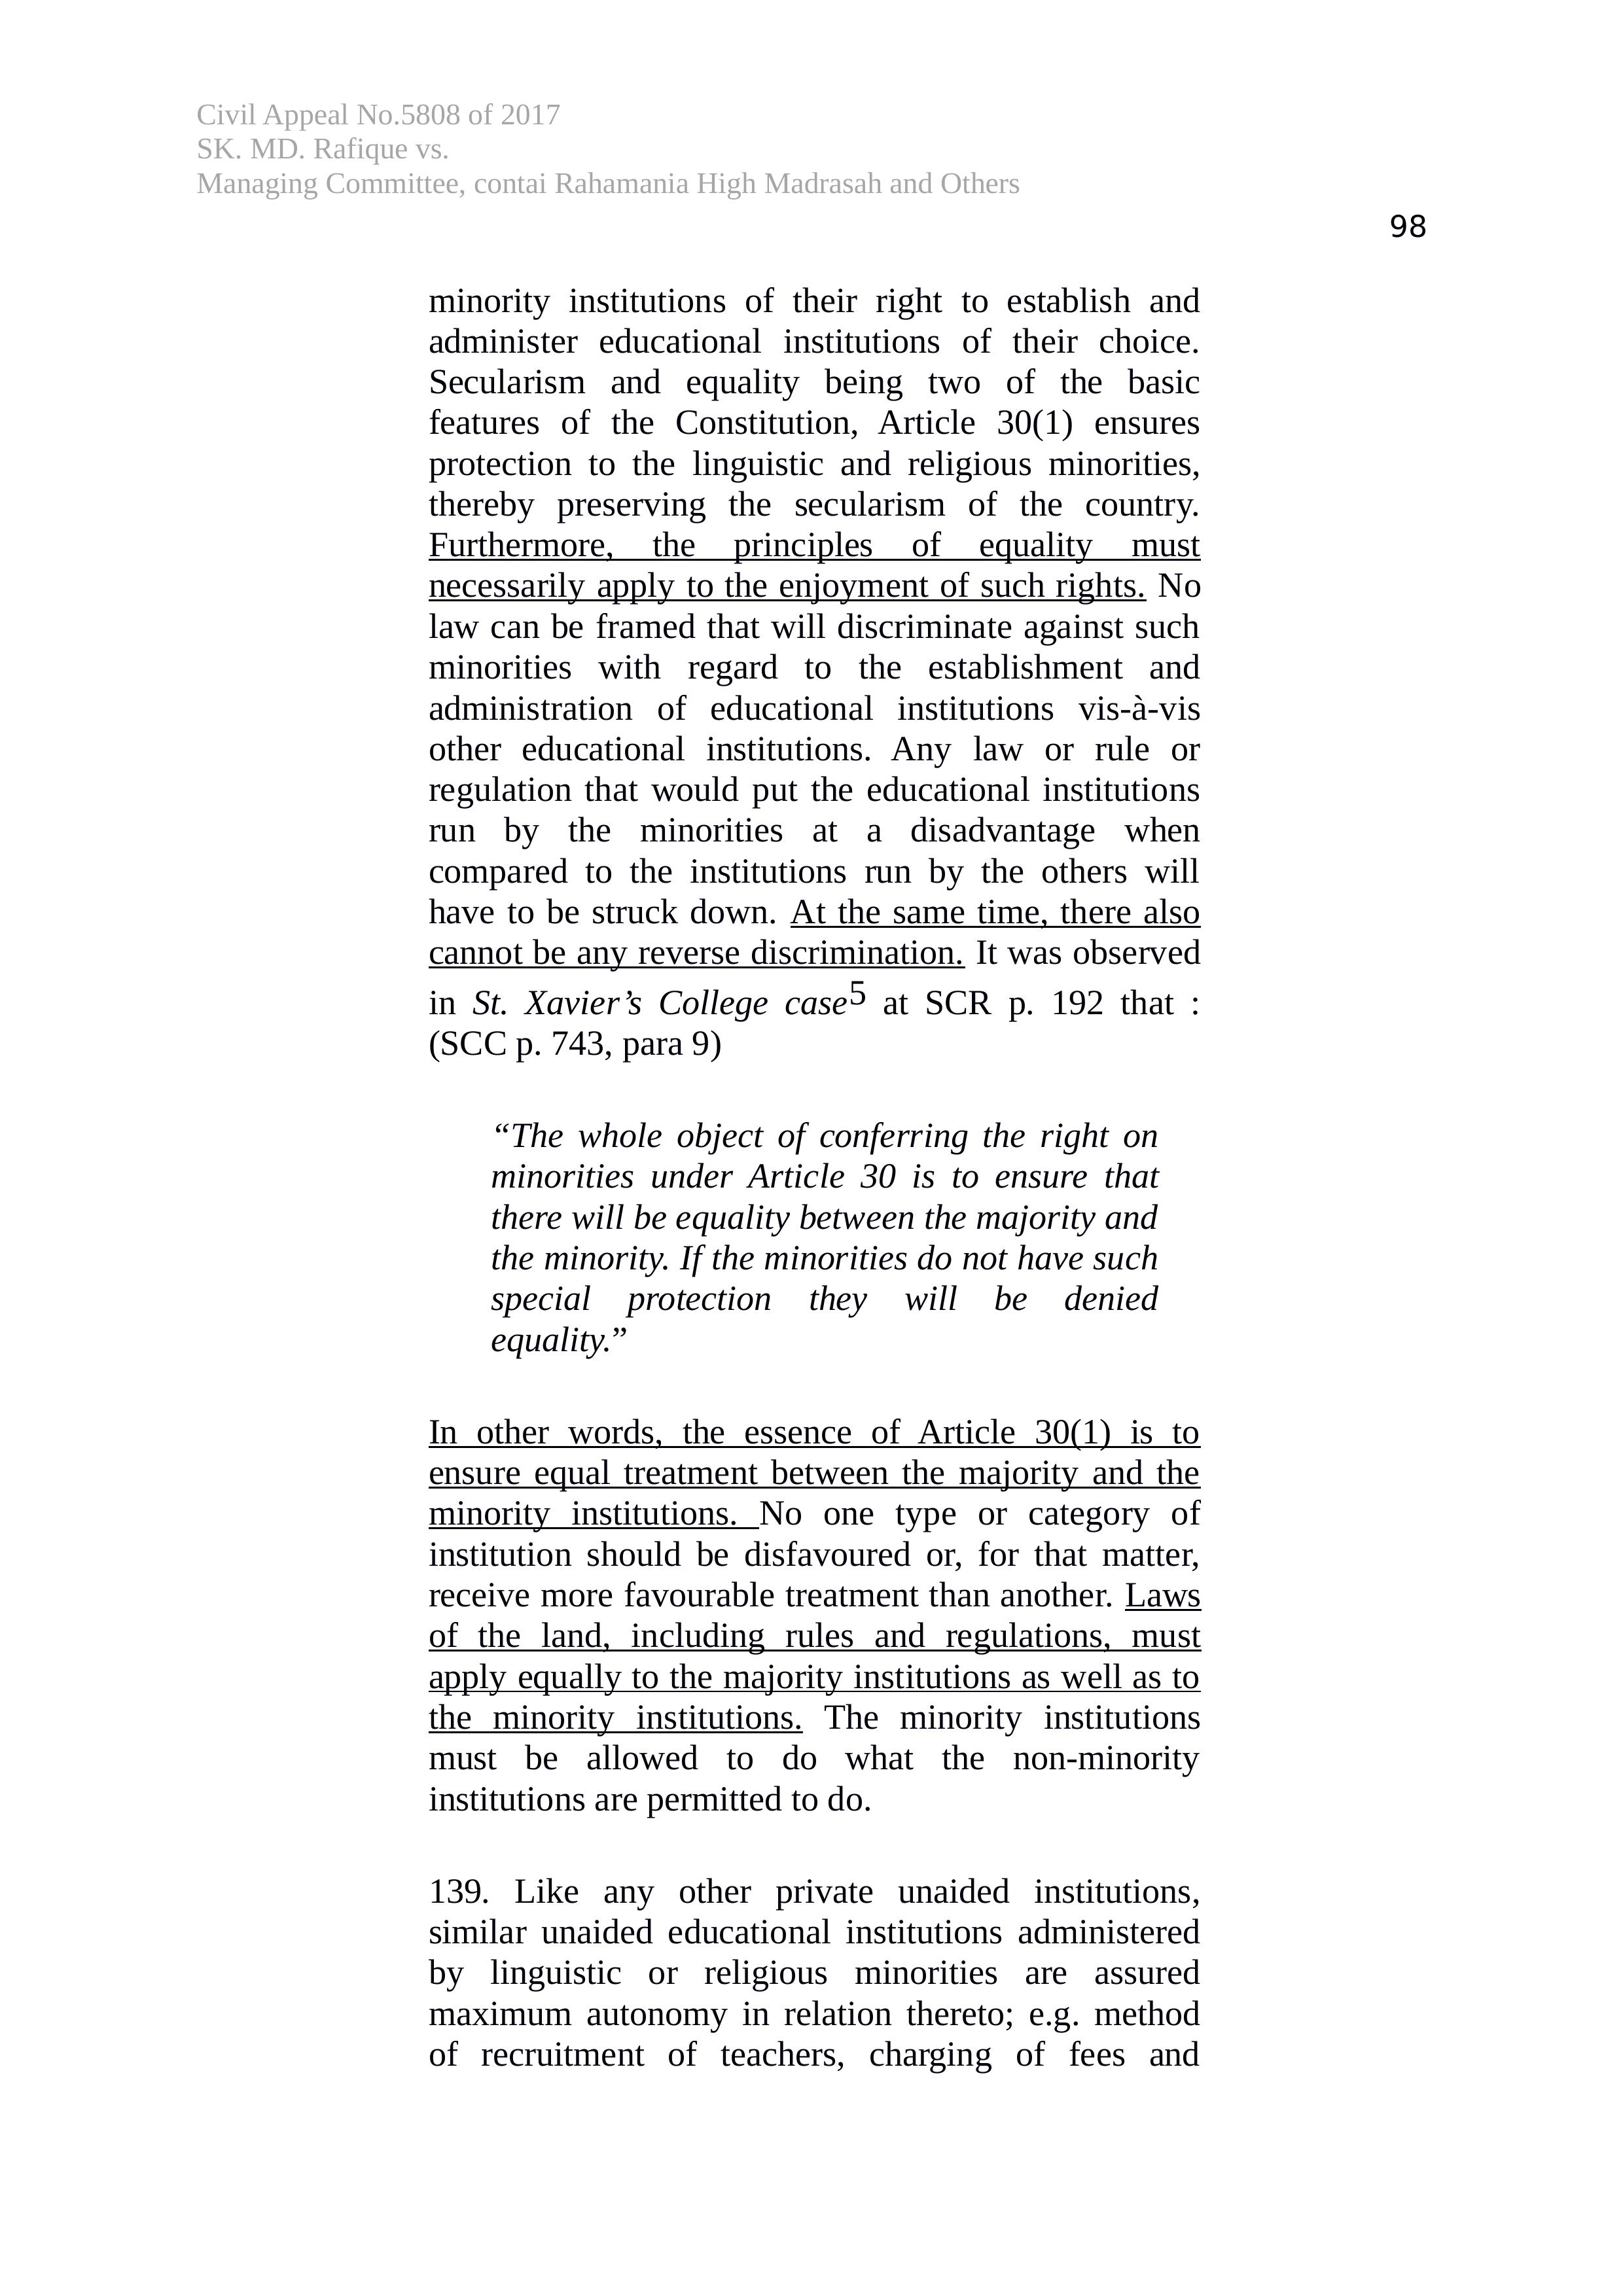 Civil Appeal No.5808 of 2017
SK. MD. Rafique vs.
Managing Committee, contai Rahamania High Madrasah and Others
98
minority institutions of their right to establish and
administer educational institutions of their choice.
Secularism and equality being two of the basic
features of the Constitution, Article 30(1) ensures
protection to the linguistic and religious minorities,
thereby preserving the secularism of the country.
Furthermore, the principles of equality must
necessarily apply to the enjoyment of such rights. No
law can be framed that will discriminate against such
minorities with regard to the establishment and
administration of educational institutions vis-à-vis
other educational institutions. Any law or rule or
regulation that would put the educational institutions
run by the minorities at a disadvantage when
compared to the institutions run by the others will
have to be struck down. At the same time, there also
cannot be any reverse discrimination. It was observed
in St. Xavier’s College case5 at SCR p. 192 that :
(SCC p. 743, para 9)
“The whole object of conferring the right on
minorities under Article 30 is to ensure that
there will be equality between the majority and
the minority. If the minorities do not have such
special protection they will be denied
equality.”
In other words, the essence of Article 30(1) is to
ensure equal treatment between the majority and the
minority institutions. No one type or category of
institution should be disfavoured or, for that matter,
receive more favourable treatment than another. Laws
of the land, including rules and regulations, must
apply equally to the majority institutions as well as to
the minority institutions. The minority institutions
must be allowed to do what the non-minority
institutions are permitted to do.
139. Like any other private unaided institutions,
similar unaided educational institutions administered
by linguistic or religious minorities are assured
maximum autonomy in relation thereto; e.g. method
of recruitment of teachers, charging of fees and